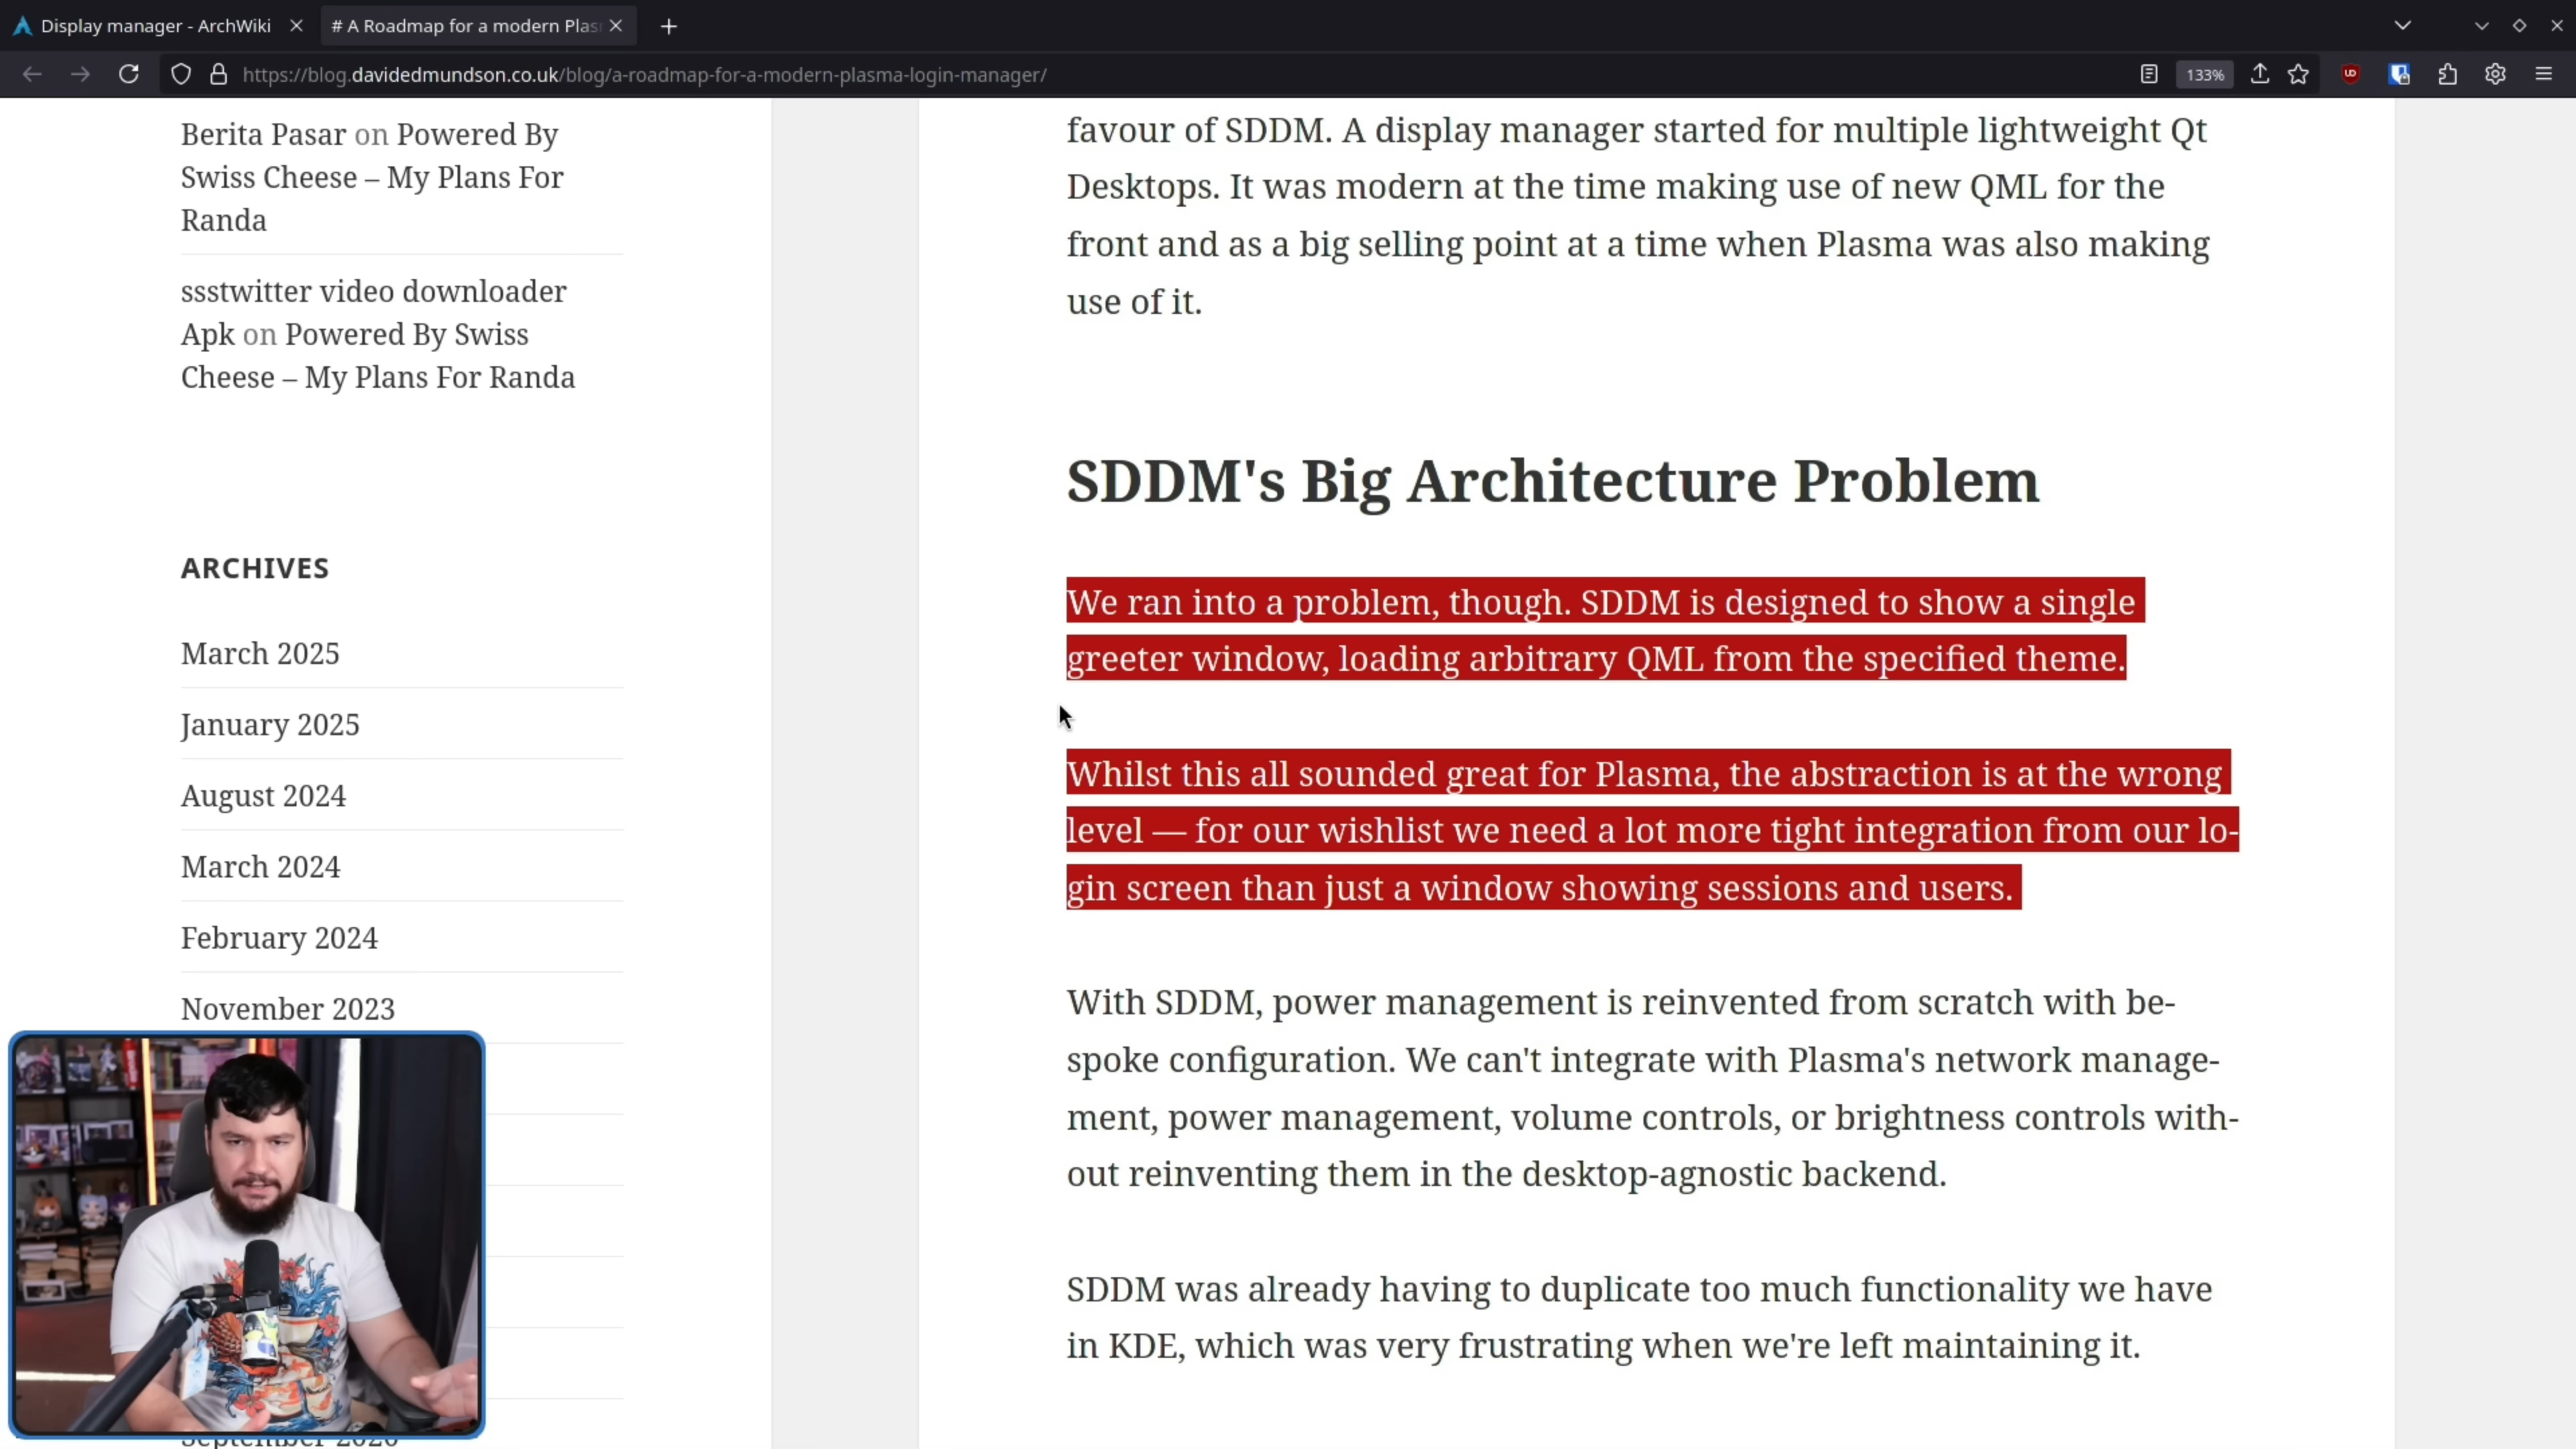 Display manager - ArchWiki
# A Roadmap for a modern Plas
https://blog.davidedmundson.co.uk/blog/a-roadmap-for-a-modern-plasma-login-manager/
133%
Berita Pasar on Powered By
Swiss Cheese – My Plans For
Randa
ssstwitter video downloader
Apk on Powered By Swiss
Cheese – My Plans For Randa
ARCHIVES
March 2025
January 2025
August 2024
March 2024
February 2024
November 2023
favour of SDDM. A display manager started for multiple lightweight Qt
Desktops. It was modern at the time making use of new QML for the
front and as a big selling point at a time when Plasma was also making
use of it.
SDDM's Big Architecture Problem
We ran into a problem, though. SDDM is designed to show a single
greeter window, loading arbitrary QML from the specified theme.
Whilst this all sounded great for Plasma, the abstraction is at the wrong
level — for our wishlist we need a lot more tight integration from our lo-
gin screen than just a window showing sessions and users.
With SDDM, power management is reinvented from scratch with be-
spoke configuration. We can't integrate with Plasma's network manage-
ment, power management, volume controls, or brightness controls with-
out reinventing them in the desktop-agnostic backend.
SDDM was already having to duplicate too much functionality we have
in KDE, which was very frustrating when we're left maintaining it.